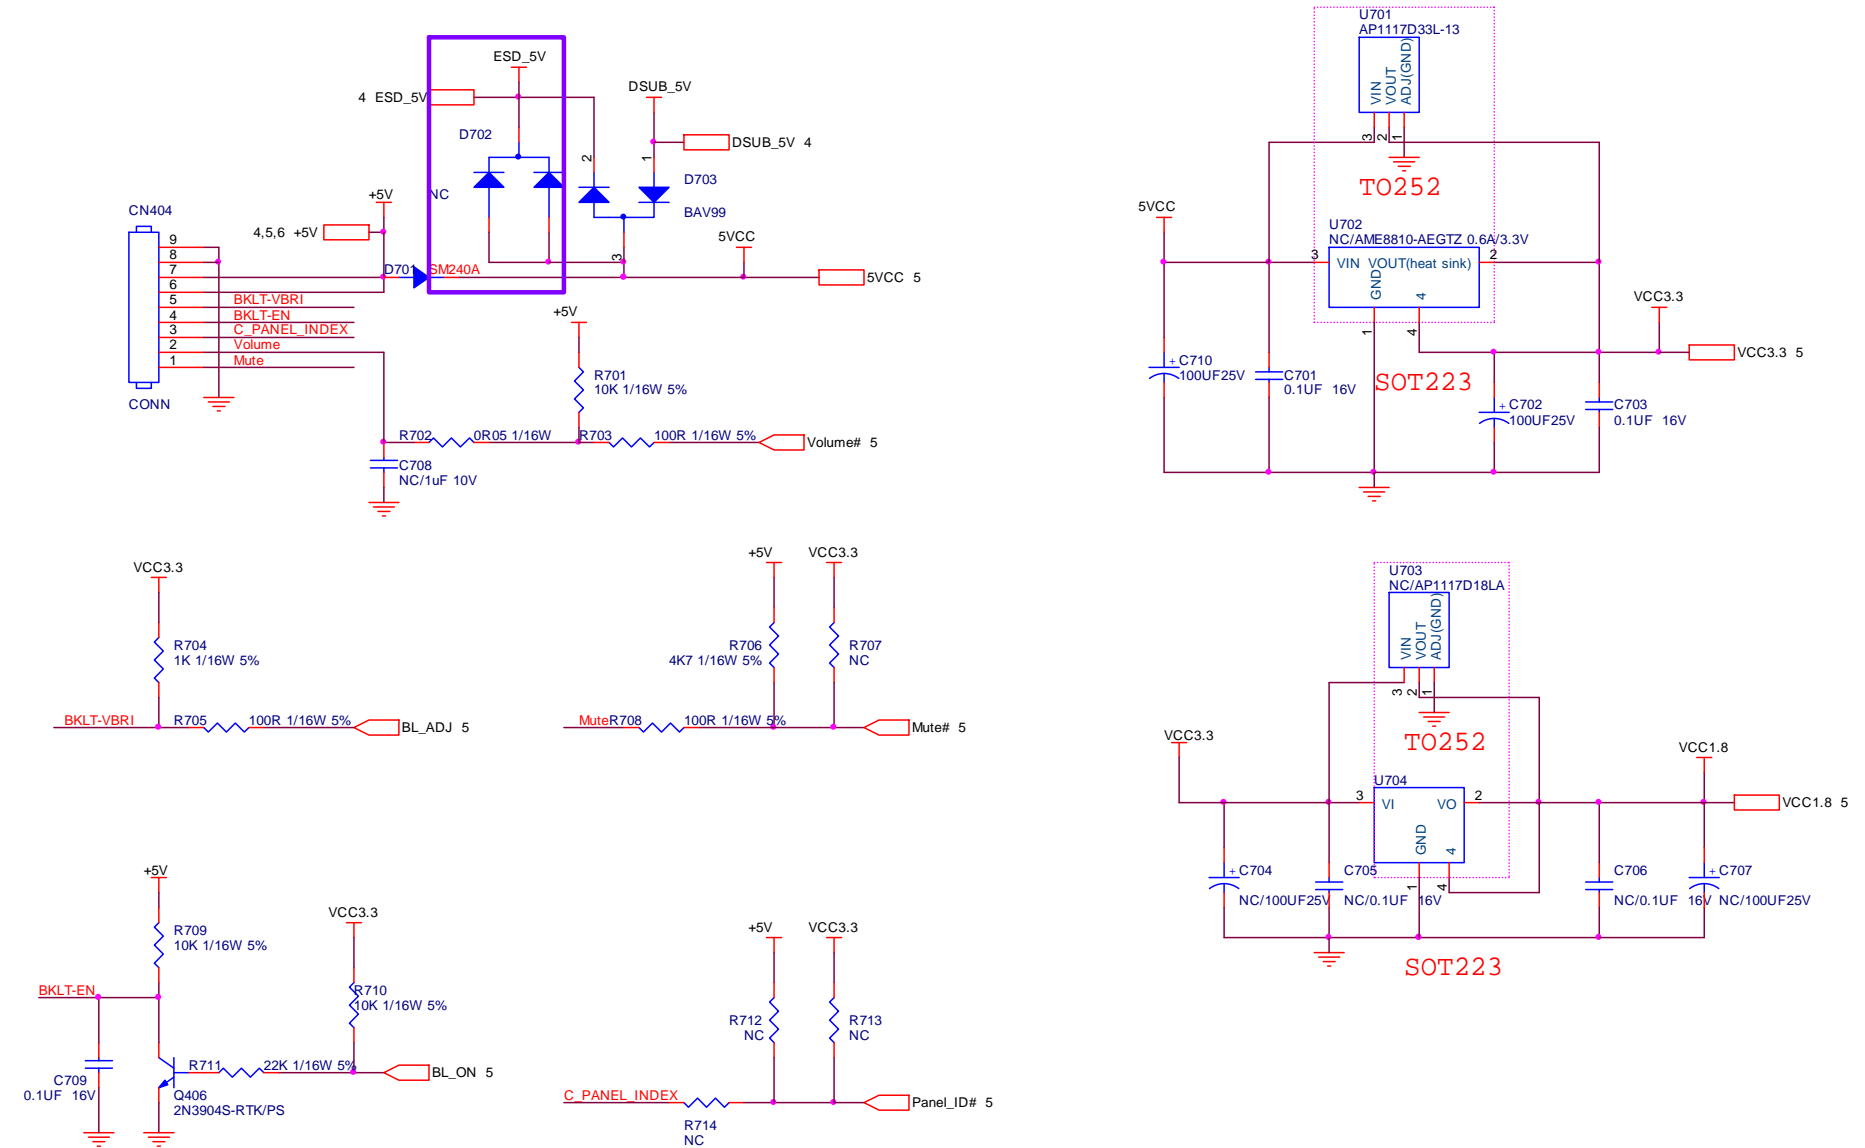 ESD_5V
4 ESD_5V
D702
NC
DSUB_5V
DSUB_5V 4
2
1
D703
BAV99
3
5VCC
5VCC 5
+5V
4,5,6 +5V
D701
SM240A
CN404
9
8
7
6
5
4
3
2
1
BKLT-VBRI
BKLT-EN
C_PANEL_INDEX
Volume
Mute
CONN
+5V
R701
10K 1/16W 5%
R702
0R05 1/16W
R703
100R 1/16W 5%
Volume# 5
C708
NC/1uF 10V
U701
AP1117D33L-13
VIN
VOUT
ADJ(GND)
3
2
1
TO252
5VCC
U702
NC/AME8810-AEGTZ 0.6A/3.3V
3
VIN
VOUT(heat sink)
2
GND
4
1
4
SOT223
VCC3.3
VCC3.3 5
C710
+
100UF25V
C701
0.1UF 16V
C702
+
100UF25V
C703
0.1UF 16V
VCC3.3
R704
1K 1/16W 5%
BKLT-VBRI
R705
100R 1/16W 5%
BL_ADJ 5
+5V
VCC3.3
R706
4K7 1/16W 5%
R707
NC
Mute
R708
100R 1/16W 5%
Mute# 5
U703
NC/AP1117D18LA
VIN
VOUT
ADJ(GND)
3
2
1
TO252
VCC3.3
U704
3
VI
VO
2
GND
4
1
4
VCC1.8
VCC1.8 5
C704
+
NC/100UF25V
C705
NC/0.1UF 16V
C706
NC/0.1UF 16V
C707
+
NC/100UF25V
SOT223
+5V
R709
10K 1/16W 5%
BKLT-EN
C709
0.1UF 16V
Q406
2N3904S-RTK/PS
R711
22K 1/16W 5%
VCC3.3
R710
10K 1/16W 5%
BL_ON 5
+5V
VCC3.3
R712
NC
R713
NC
C_PANEL_INDEX
R714
NC
Panel_ID# 5